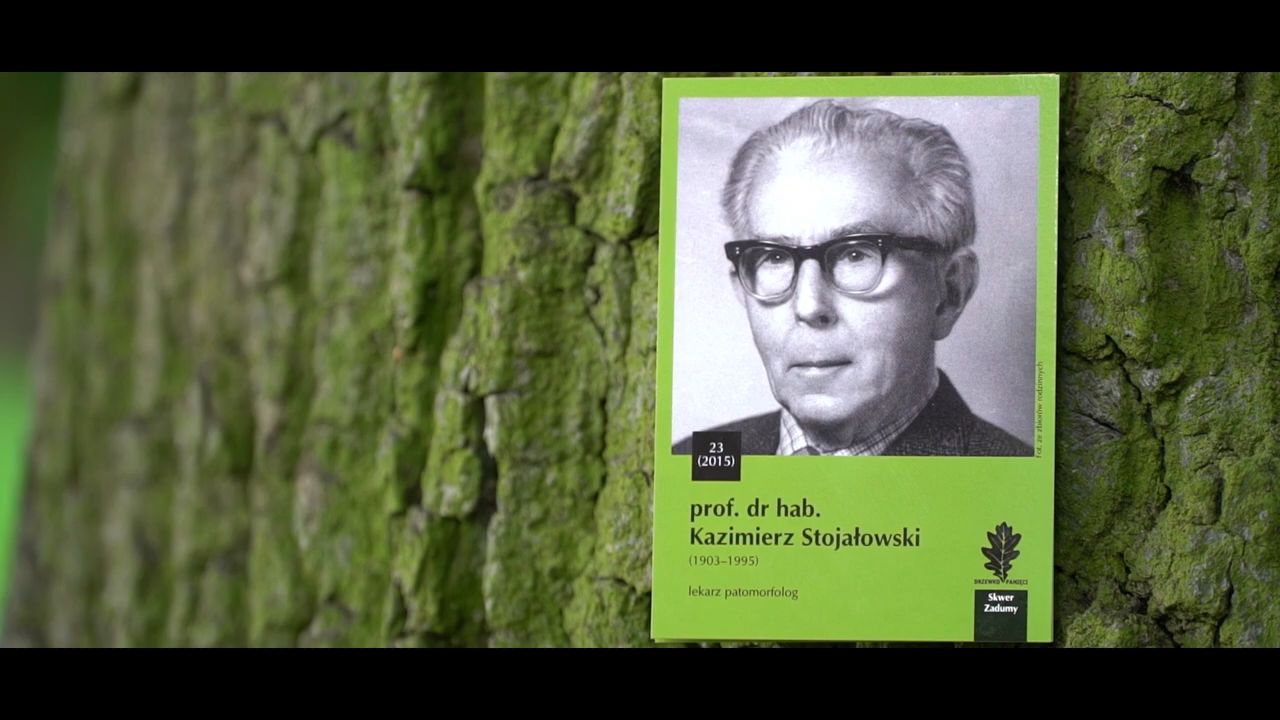 Fot. ze zbiorów rodzinnych
23
(2015)
prof. dr hab.
Kazimierz Stojałowski
(1903–1995)
lekarz patomorfolog
DRZEWKO PAMIĘCI
Skwer
Zadumy